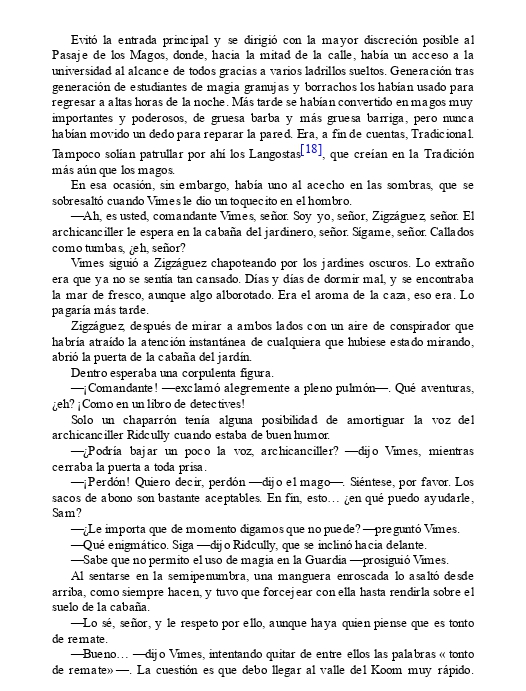 Evitó la entrada principal y se dirigió con la mayor discreción posible al
Pasaje de los Magos, donde, hacia la mitad de la calle, había un acceso a la
universidad al alcance de todos gracias a varios ladrillos sueltos. Generación tras
generación de estudiantes de magia granujas y borrachos los habían usado para
regresar a altas horas de la noche. Más tarde se habían convertido en magos muy
importantes y poderosos, de gruesa barba y más gruesa barriga, pero nunca
habían movido un dedo para reparar la pared. Era, a fin de cuentas, Tradicional.
Tampoco solían patrullar por ahí los Langostas[18], que creían en la Tradición
más aún que los magos.
En esa ocasión, sin embargo, había uno al acecho en las sombras, que se
sobresaltó cuando Vimes le dio un toquecito en el hombro.
—Ah, es usted, comandante Vimes, señor. Soy yo, señor, Zigzáguez, señor. El
archicanciller le espera en la cabaña del jardinero, señor. Sígame, señor. Callados
como tumbas, ¿eh, señor?
Vimes siguió a Zigzáguez chapoteando por los jardines oscuros. Lo extraño
era que ya no se sentía tan cansado. Días y días de dormir mal, y se encontraba
la mar de fresco, aunque algo alborotado. Era el aroma de la caza, eso era. Lo
pagaría más tarde.
Zigzáguez, después de mirar a ambos lados con un aire de conspirador que
habría atraído la atención instantánea de cualquiera que hubiese estado mirando,
abrió la puerta de la cabaña del jardín.
Dentro esperaba una corpulenta figura.
—¡Comandante! —exclamó alegremente a pleno pulmón—. Qué aventuras,
¿eh? ¡Como en un libro de detectives!
Solo un chaparrón tenía alguna posibilidad de amortiguar la voz del
archicanciller Ridcully cuando estaba de buen humor.
—¿Podría bajar un poco la voz, archicanciller? —dijo Vimes, mientras
cerraba la puerta a toda prisa.
—¡Perdón! Quiero decir, perdón —dijo el mago—. Siéntese, por favor. Los
sacos de abono son bastante aceptables. En fin, esto… ¿en qué puedo ayudarle,
Sam?
—¿Le importa que de momento digamos que no puede? —preguntó Vimes.
—Qué enigmático. Siga —dijo Ridcully, que se inclinó hacia delante.
—Sabe que no permito el uso de magia en la Guardia —prosiguió Vimes.
Al sentarse en la semipenumbra, una manguera enroscada lo asaltó desde
arriba, como siempre hacen, y tuvo que forcejear con ella hasta rendirla sobre el
suelo de la cabaña.
—Lo sé, señor, y le respeto por ello, aunque haya quien piense que es tonto
de remate.
—Bueno… —dijo Vimes, intentando quitar de entre ellos las palabras « tonto
de remate» —. La cuestión es que debo llegar al valle del Koom muy rápido.